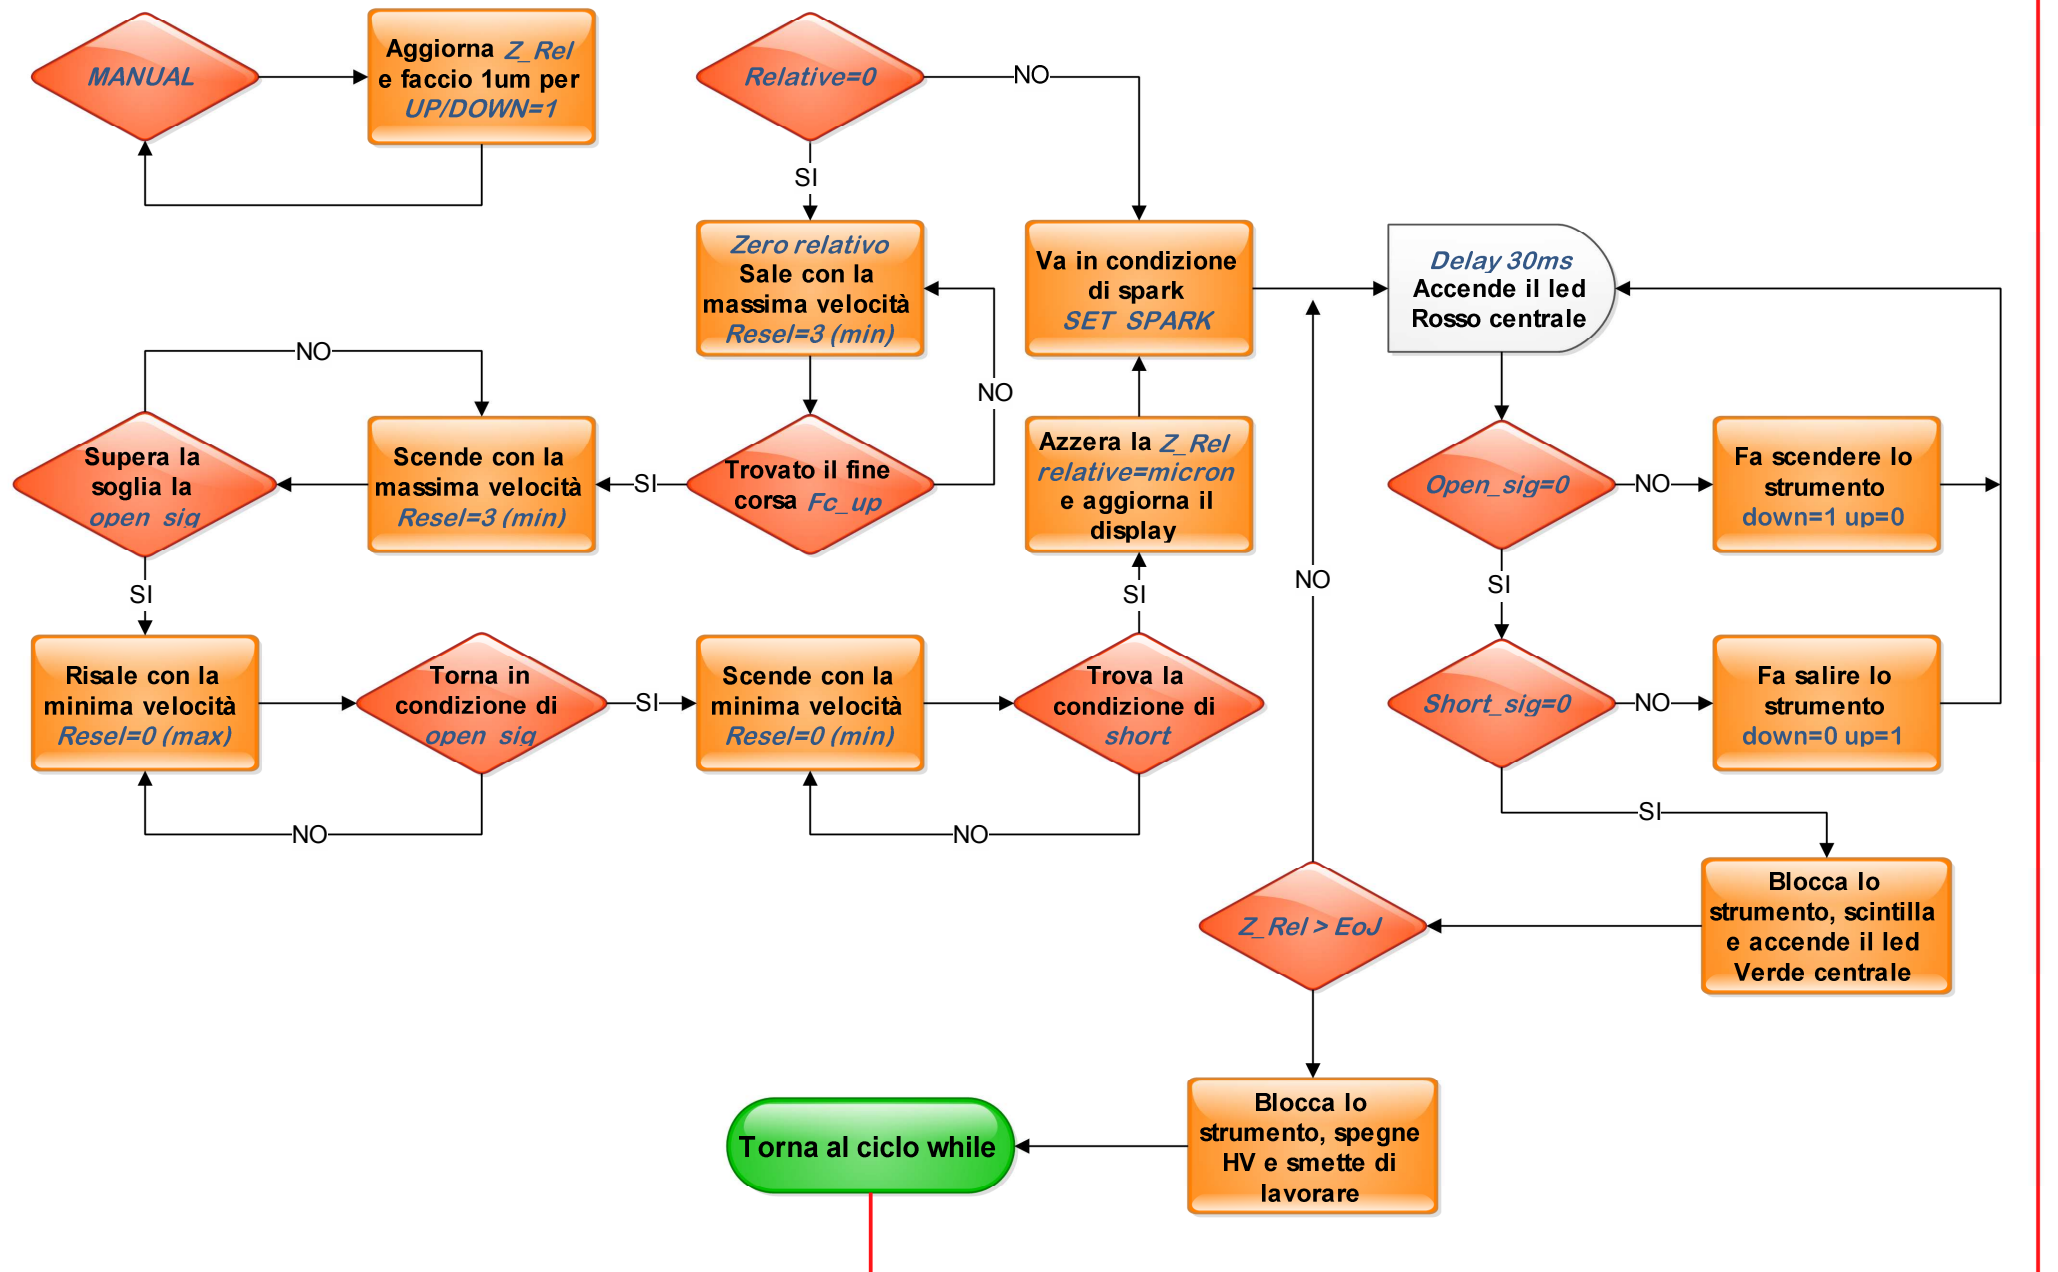 MANUAL
Aggiorna Z_Rel
e faccio 1um per
UP/DOWN=1
Relative=0
NO
SI
Zero relativo
Sale con la
massima velocità
Resel=3 (min)
Va in condizione
di spark
SET SPARK
Delay 30ms
Accende il led
Rosso centrale
NO
NO
Supera la
soglia la
open_sig
Scende con la
massima velocità
Resel=3 (min)
SI
Trovato il fine
corsa Fc_up
Azzera la Z_Rel
relative=micron
e aggiorna il
display
Open_sig=0
NO
Fa scendere lo
strumento
down=1 up=0
SI
SI
NO
SI
Risale con la
minima velocità
Resel=0 (max)
Torna in
condizione di
open_sig
SI
Scende con la
minima velocità
Resel=0 (min)
Trova la
condizione di
short
Short_sig=0
NO
Fa salire lo
strumento
down=0 up=1
NO
NO
SI
Z_Rel > EoJ
Blocca lo
strumento, scintilla
e accende il led
Verde centrale
Torna al ciclo while
Blocca lo
strumento, spegne
HV e smette di
lavorare